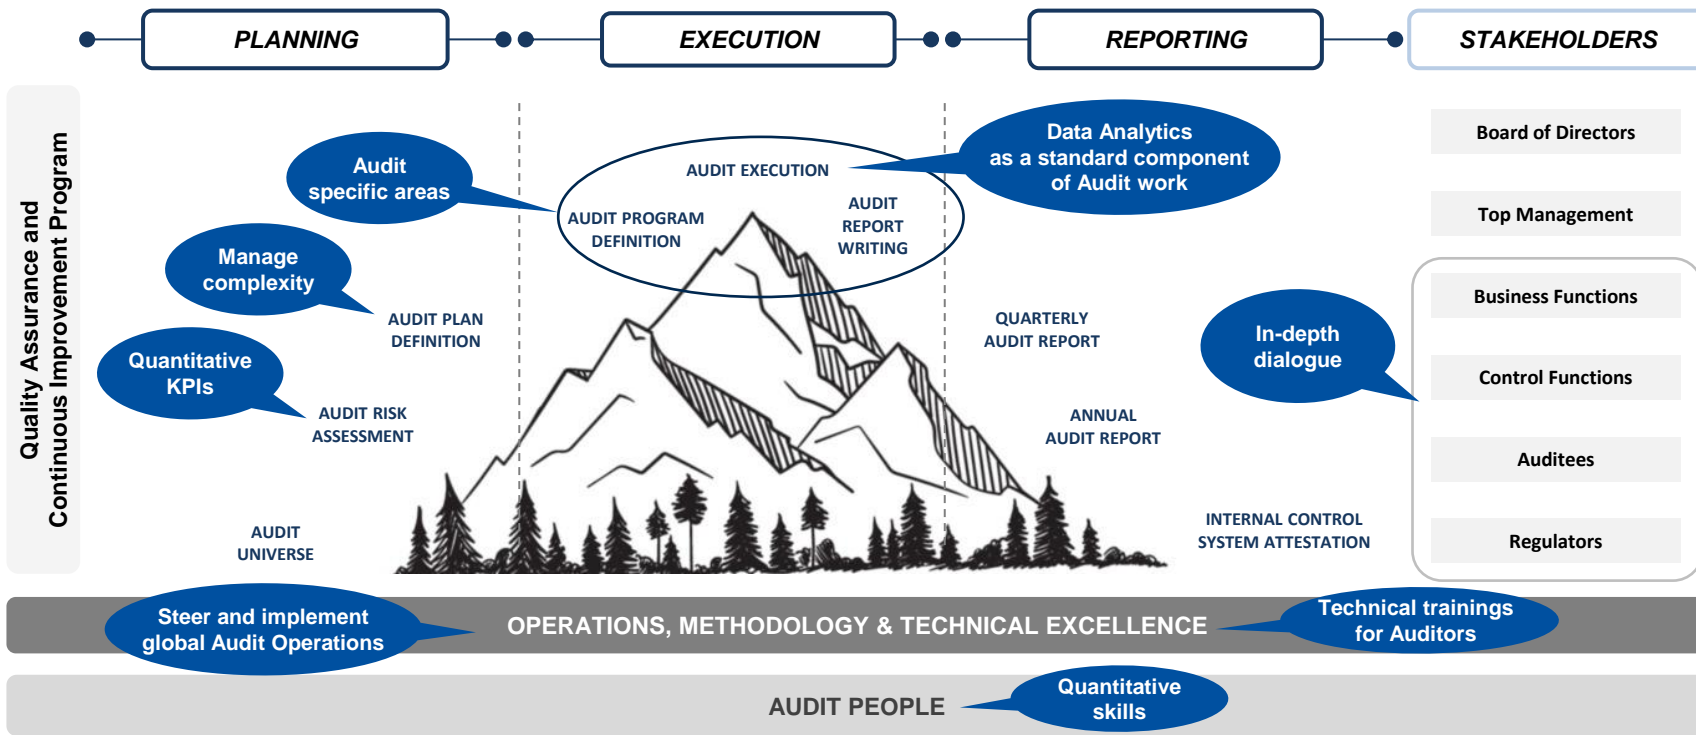 PLANNING
EXECUTION
REPORTING
STAKEHOLDERS
Quality Assurance and
Continuous Improvement Program
Audit
specific areas
Manage
complexity
Quantitative
KPIs
AUDIT PLAN
DEFINITION
AUDIT RISK
ASSESSMENT
AUDIT
UNIVERSE
AUDIT EXECUTION
AUDIT PROGRAM
DEFINITION
AUDIT
REPORT
WRITING
Data Analytics
as a standard component
of Audit work
QUARTERLY
AUDIT REPORT
ANNUAL
AUDIT REPORT
INTERNAL CONTROL
SYSTEM ATTESTATION
In-depth
dialogue
Board of Directors
Top Management
Business Functions
Control Functions
Auditees
Regulators
Steer and implement
global Audit Operations
OPERATIONS, METHODOLOGY & TECHNICAL EXCELLENCE
Technical trainings
for Auditors
AUDIT PEOPLE
Quantitative
skills